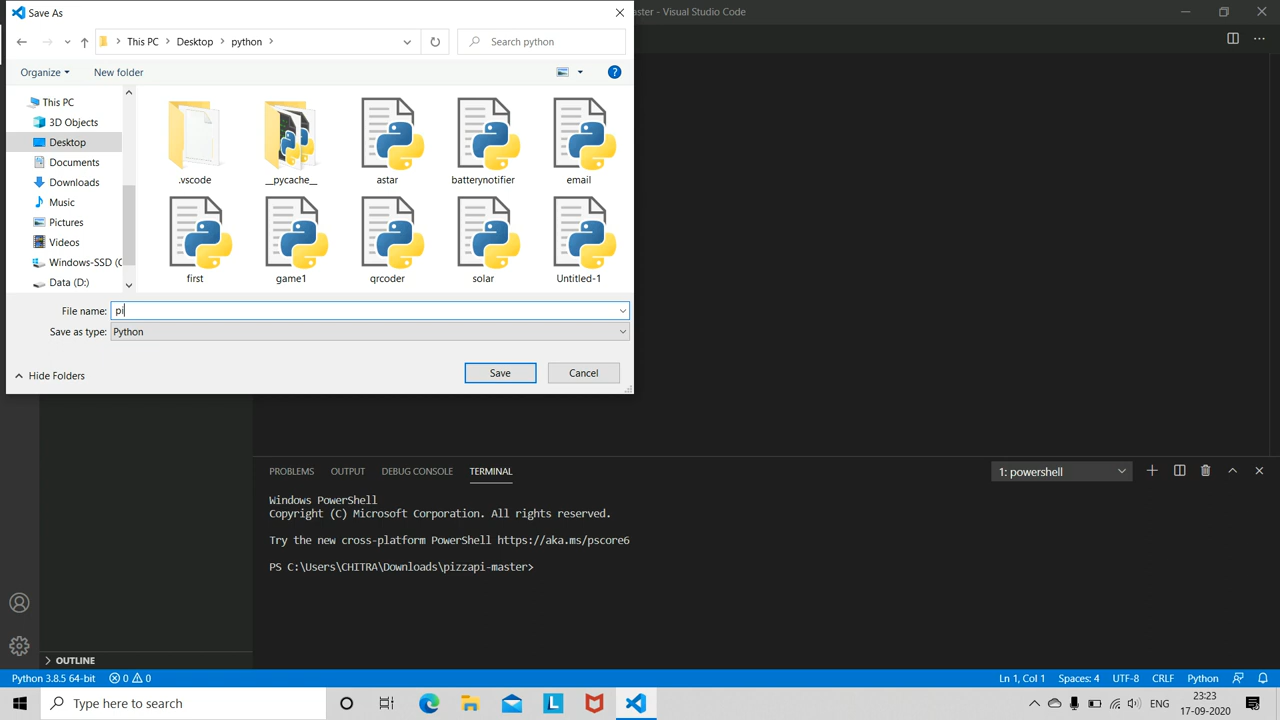 Save As
aster - Visual Studio Code
This PC
Desktop
python
Search python
Organize
New folder
This PC
3D Objects
Desktop
Documents
Downloads
Music
Pictures
Videos
Windows-SSD (C
Data (D:)
.vscode
__pycache__
astar
batterynotifier
email
first
game1
qrcoder
solar
Untitled-1
File name: pi
Save as type: Python
Hide Folders
Save
Cancel
PROBLEMS OUTPUT DEBUG CONSOLE TERMINAL
1: powershell
Windows PowerShell
Copyright (C) Microsoft Corporation. All rights reserved.
Try the new cross-platform PowerShell https://aka.ms/pscore6
PS C:\Users\CHITRA\Downloads\pizzapi-master>
OUTLINE
Python 3.8.5 64-bit 0 0 Ln 1, Col 1 Spaces: 4 UTF-8 CRLF Python
Type here to search
L
ENG
23:23
17-09-2020